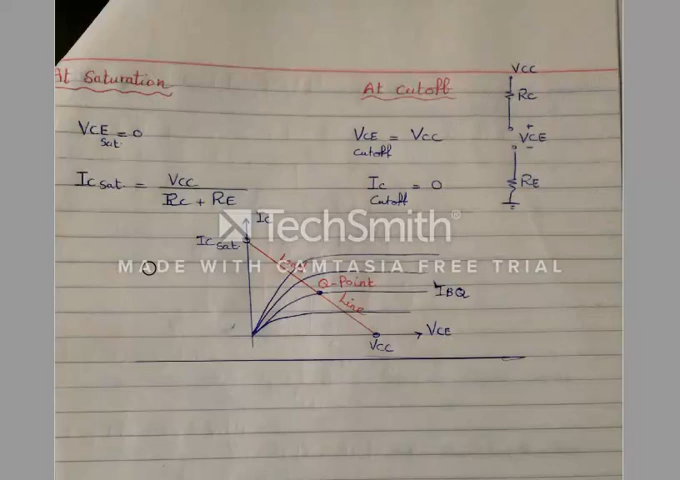 At Saturation
At Cutoff
VCC
RC
VCE = 0
Sat.
VCE = VCC
Cutoff
+
VCE
-
IC sat = VCC
RC + RE
IC = 0
Cutoff
RE
TechSmith®
MADE WITH CAMTASIA FREE TRIAL
IC
IC sat
Load
Q-Point
Line
IBQ
VCE
VCC